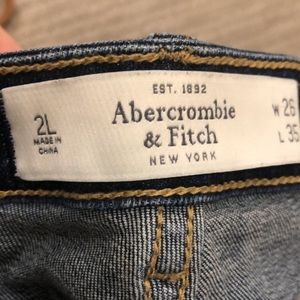 EST. 1892
2L
MADE IN
CHINA
Abercrombie
& Fitch
NEW YORK
W 26
L 35